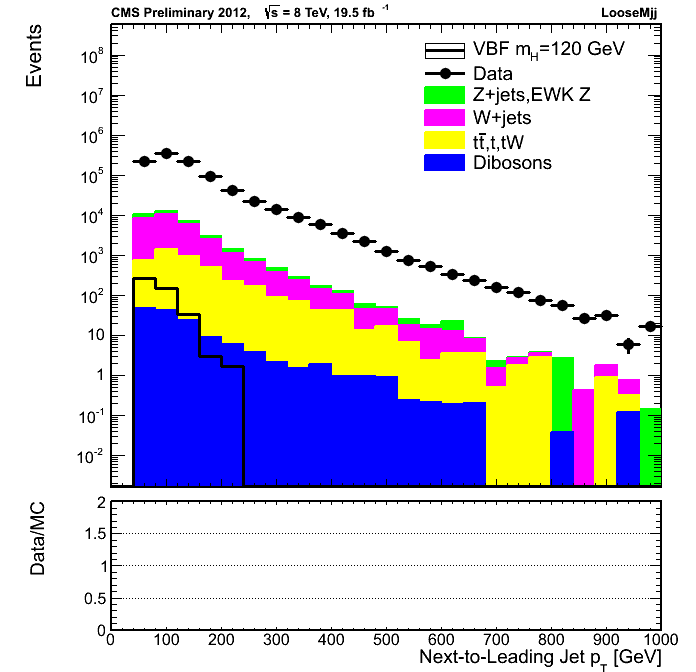 CMS Preliminary 2012, √s = 8 TeV, 19.5 fb⁻¹ LooseMjj
Events
10⁸
10⁷
10⁶
10⁵
10⁴
10³
10²
10
1
10⁻¹
10⁻²
VBF m_H=120 GeV
Data
Z+jets,EWK Z
W+jets
tt̄,t,tW
Dibosons
Data/MC
2
1.5
1
0.5
0
0 100 200 300 400 500 600 700 800 900 1000
Next-to-Leading Jet p_T [GeV]